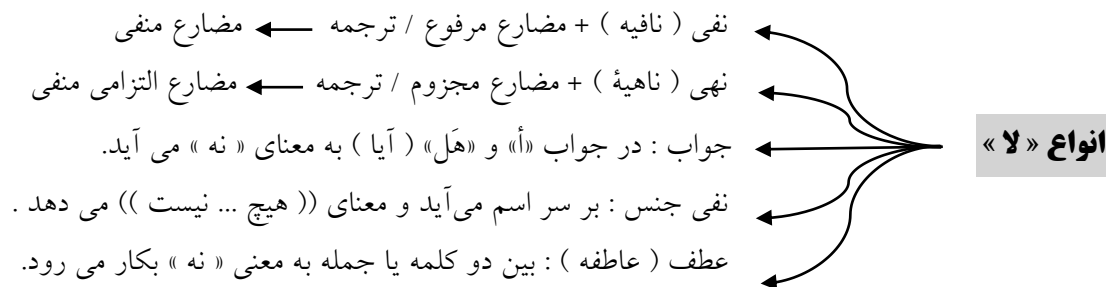 انواع « لا »
نفی ( نافیه ) + مضارع مرفوع / ترجمه ← مضارع منفی
نهی ( ناهیهٔ ) + مضارع مجزوم / ترجمه ← مضارع التزامی منفی
جواب : در جواب «أ» و «هَل» ( آیا ) به معنای « نه » می آید.
نفی جنس : بر سر اسم می‌آید و معنای (( هیچ ... نیست )) می دهد .
عطف ( عاطفه ) : بین دو کلمه یا جمله به معنی « نه » بکار می رود.